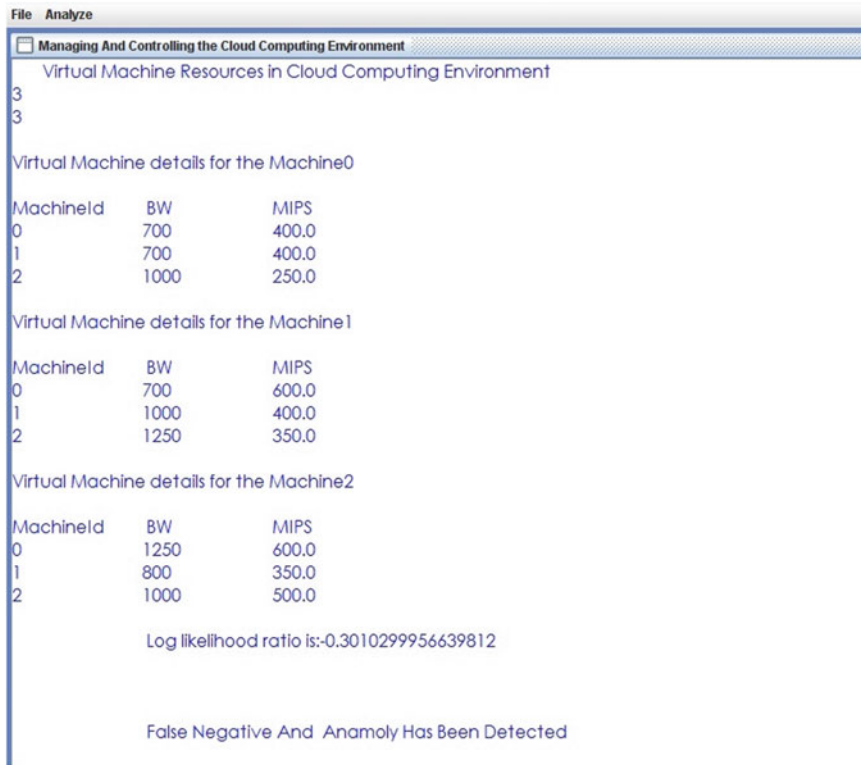 File Analyze
Managing And Controlling the Cloud Computing Environment
Virtual Machine Resources in Cloud Computing Environment
3
3
Virtual Machine details for the Machine0
MachineId BW MIPS
0 700 400.0
1 700 400.0
2 1000 250.0
Virtual Machine details for the Machine1
MachineId BW MIPS
0 700 600.0
1 1000 400.0
2 1250 350.0
Virtual Machine details for the Machine2
MachineId BW MIPS
0 1250 600.0
1 800 350.0
2 1000 500.0
Log likelihood ratio is:-0.3010299956639812
False Negative And Anamoly Has Been Detected